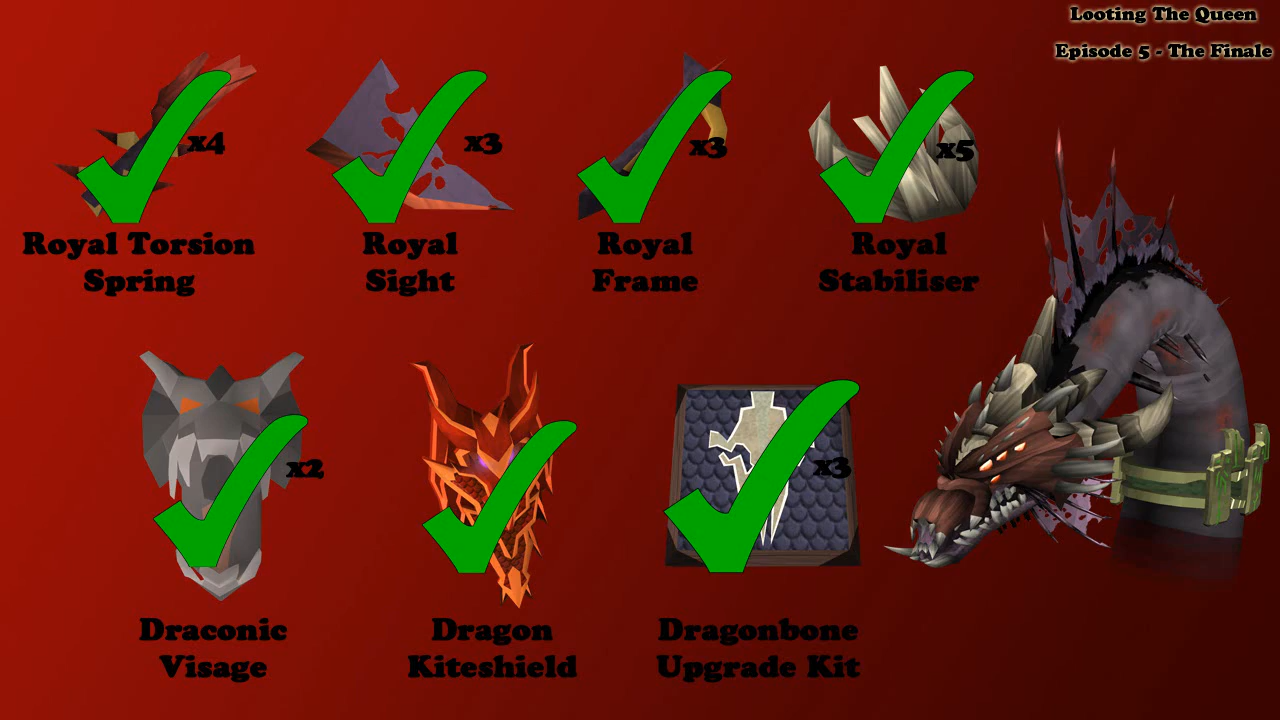 Looting The Queen
Episode 5 - The Finale
x4
x3
x3
x5
Royal Torsion
Spring
Royal
Sight
Royal
Frame
Royal
Stabiliser
x2
x3
Draconic
Visage
Dragon
Kiteshield
Dragonbone
Upgrade Kit